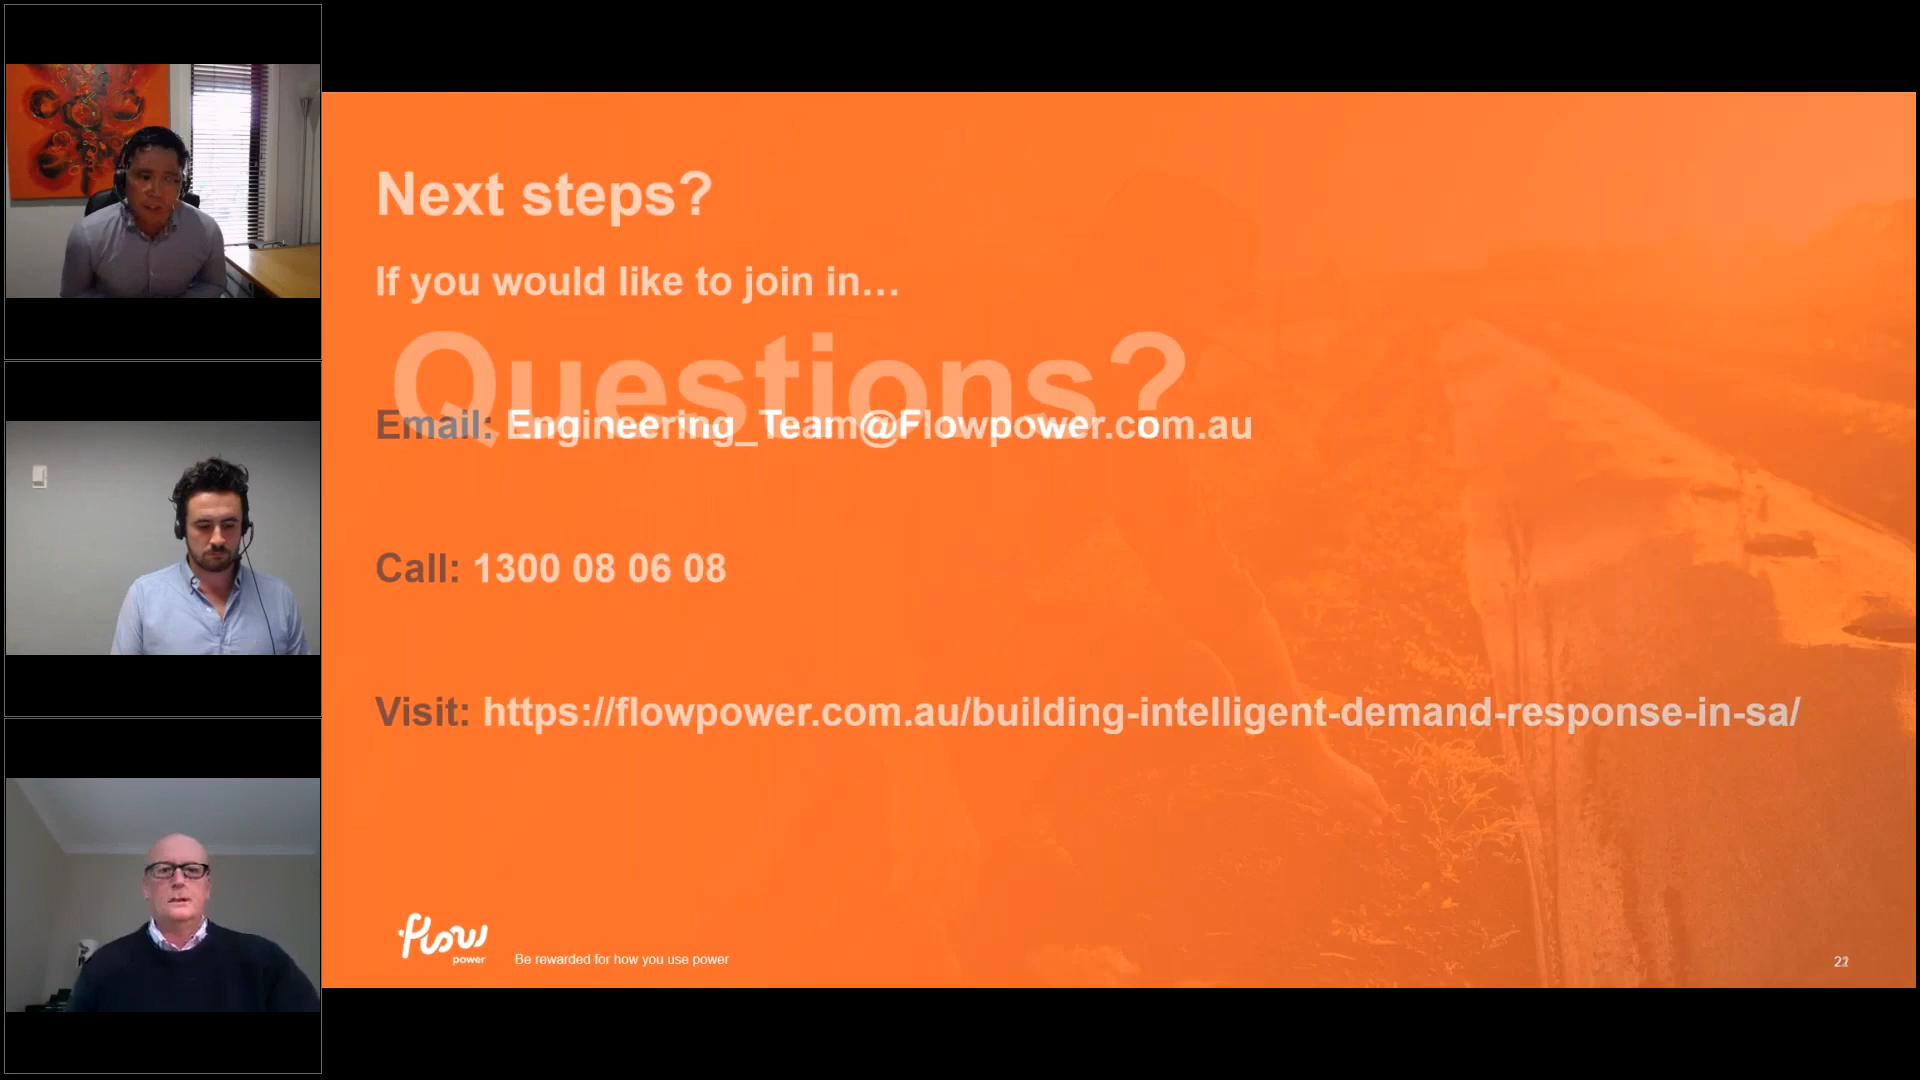 Next steps?
If you would like to join in…
Questions?
Email: Engineering_Team@Flowpower.com.au
Call: 1300 08 06 08
Visit: https://flowpower.com.au/building-intelligent-demand-response-in-sa/
flow
power
Be rewarded for how you use power